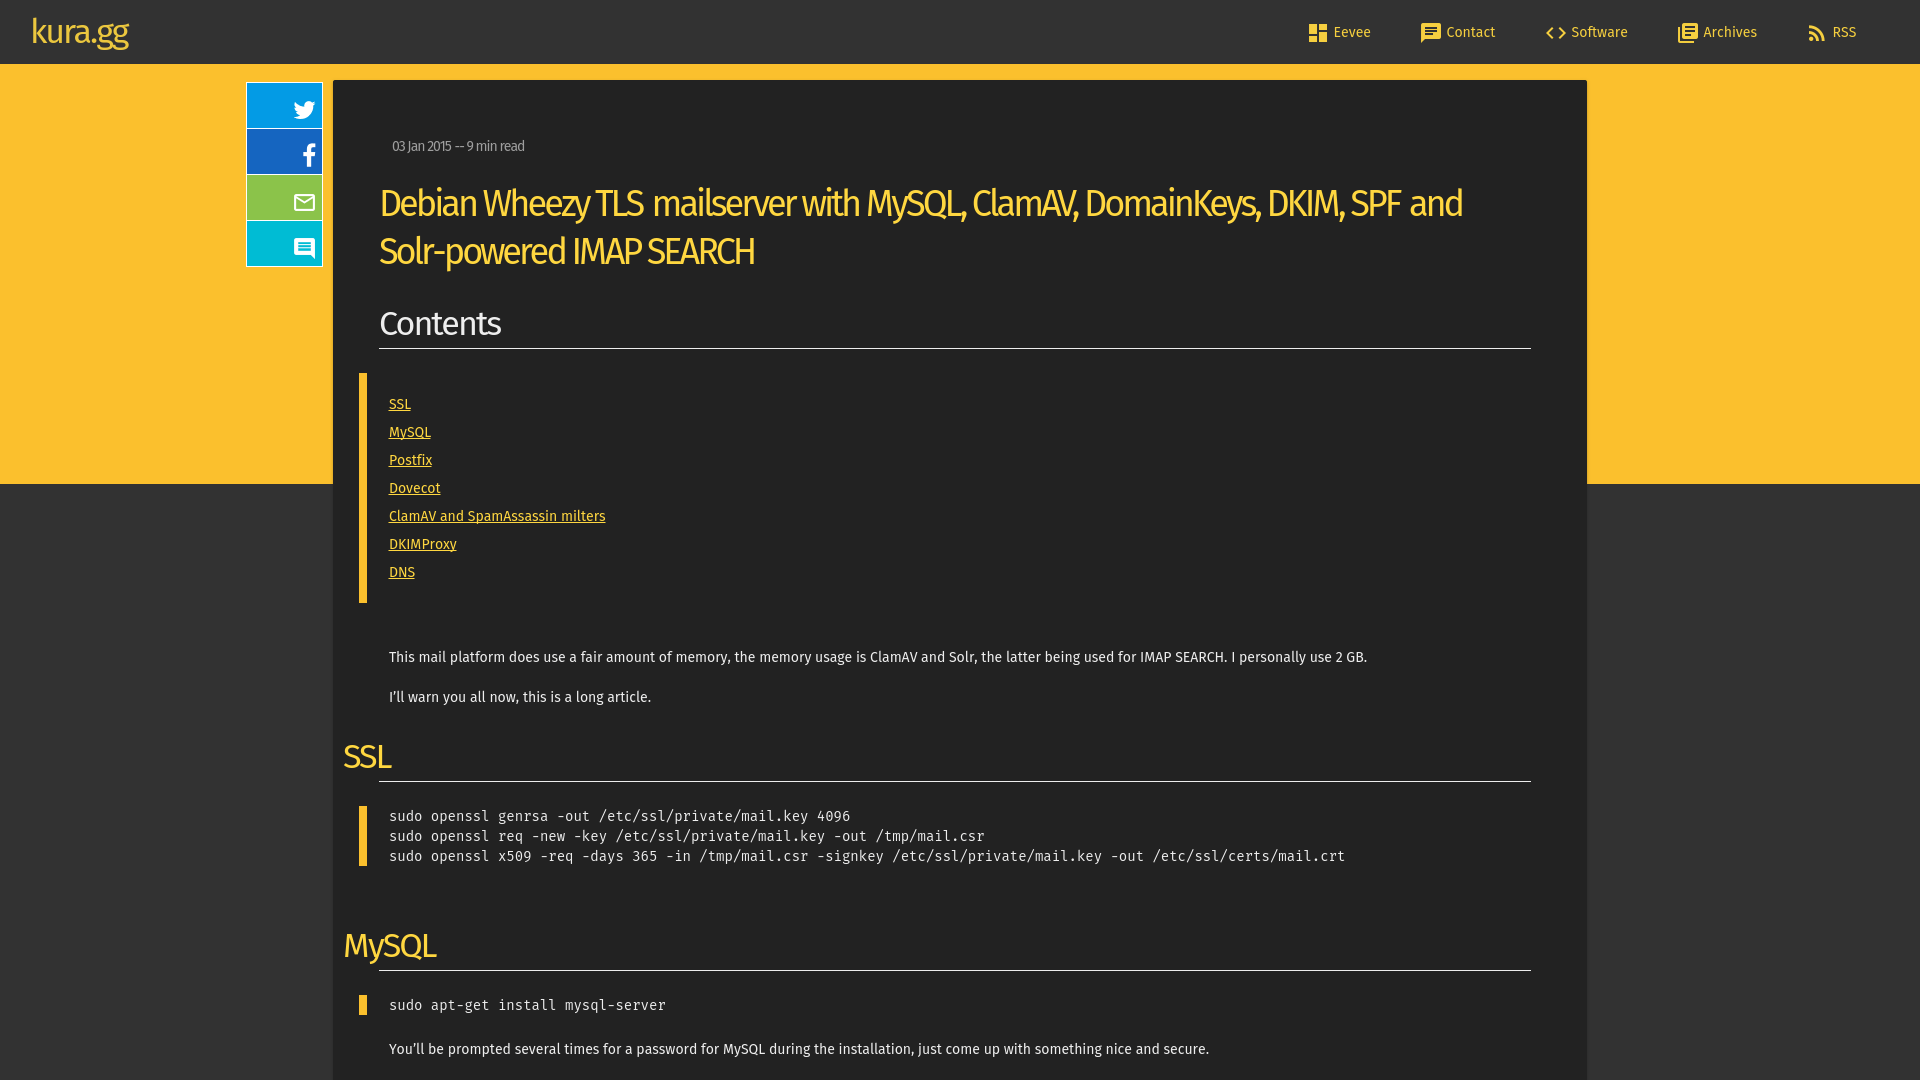 kura.gg
Eevee
Contact
Software
Archives
RSS
03 Jan 2015 -- 9 min read
Debian Wheezy TLS mailserver with MySQL, ClamAV, DomainKeys, DKIM, SPF and
Solr-powered IMAP SEARCH
Contents
SSL
MySQL
Postfix
Dovecot
ClamAV and SpamAssassin milters
DKIMProxy
DNS
This mail platform does use a fair amount of memory, the memory usage is ClamAV and Solr, the latter being used for IMAP SEARCH. I personally use 2 GB.
I’ll warn you all now, this is a long article.
SSL
sudo openssl genrsa -out /etc/ssl/private/mail.key 4096
sudo openssl req -new -key /etc/ssl/private/mail.key -out /tmp/mail.csr
sudo openssl x509 -req -days 365 -in /tmp/mail.csr -signkey /etc/ssl/private/mail.key -out /etc/ssl/certs/mail.crt
MySQL
sudo apt-get install mysql-server
You’ll be prompted several times for a password for MySQL during the installation, just come up with something nice and secure.